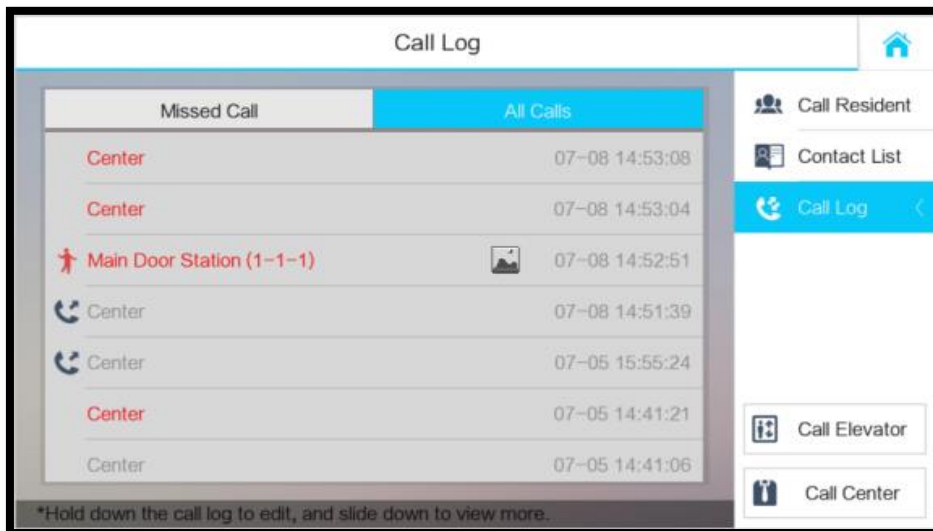 Call Log
Missed Call
All Calls
Center 07-08 14:53:08
Center 07-08 14:53:04
Main Door Station (1-1-1) 07-08 14:52:51
Center 07-08 14:51:39
Center 07-05 15:55:24
Center 07-05 14:41:21
Center 07-05 14:41:06
*Hold down the call log to edit, and slide down to view more.
Call Resident
Contact List
Call Log
Call Elevator
Call Center